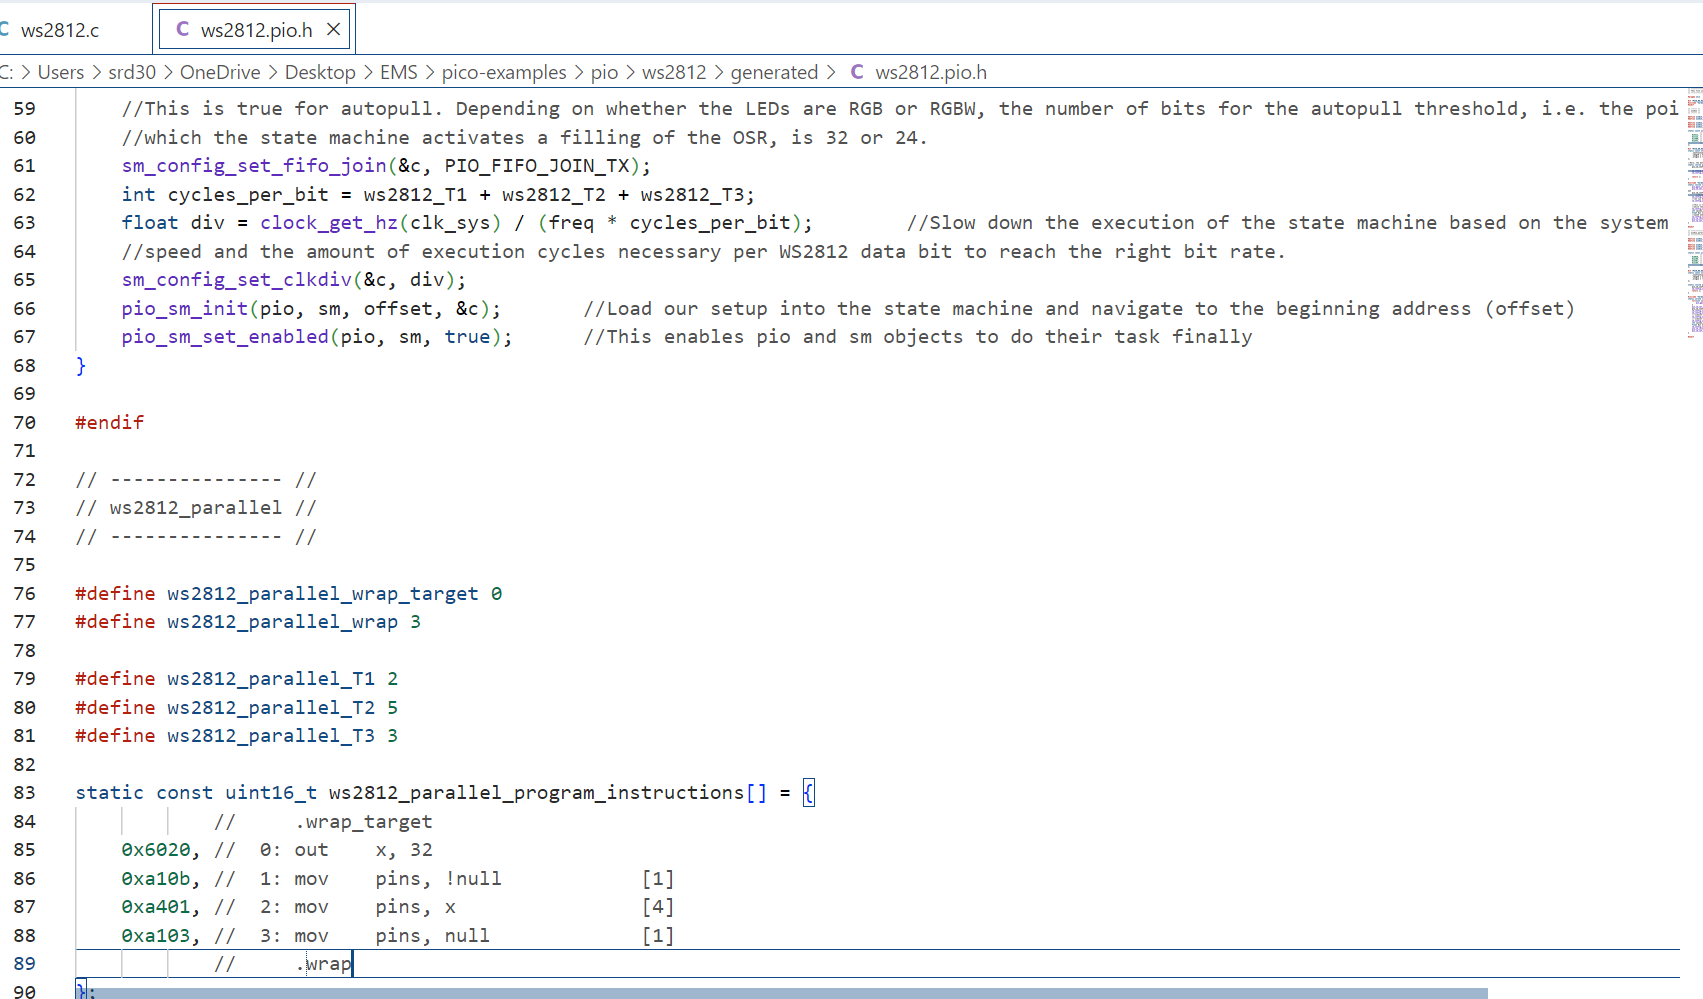 C ws2812.c C ws2812.pio.h ×
C: > Users > srd30 > OneDrive > Desktop > EMS > pico-examples > pio > ws2812 > generated > C ws2812.pio.h
59 //This is true for autopull. Depending on whether the LEDs are RGB or RGBW, the number of bits for the autopull threshold, i.e. the poi
60 //which the state machine activates a filling of the OSR, is 32 or 24.
61 sm_config_set_fifo_join(&c, PIO_FIFO_JOIN_TX);
62 int cycles_per_bit = ws2812_T1 + ws2812_T2 + ws2812_T3;
63 float div = clock_get_hz(clk_sys) / (freq * cycles_per_bit); //Slow down the execution of the state machine based on the system
64 //speed and the amount of execution cycles necessary per WS2812 data bit to reach the right bit rate.
65 sm_config_set_clkdiv(&c, div);
66 pio_sm_init(pio, sm, offset, &c); //Load our setup into the state machine and navigate to the beginning address (offset)
67 pio_sm_set_enabled(pio, sm, true); //This enables pio and sm objects to do their task finally
68 }
69
70 #endif
71
72 // --------------- //
73 // ws2812_parallel //
74 // --------------- //
75
76 #define ws2812_parallel_wrap_target 0
77 #define ws2812_parallel_wrap 3
78
79 #define ws2812_parallel_T1 2
80 #define ws2812_parallel_T2 5
81 #define ws2812_parallel_T3 3
82
83 static const uint16_t ws2812_parallel_program_instructions[] = {
84 // .wrap_target
85 0x6020, // 0: out x, 32
86 0xa10b, // 1: mov pins, !null [1]
87 0xa401, // 2: mov pins, x [4]
88 0xa103, // 3: mov pins, null [1]
89 // .wrap
90 };